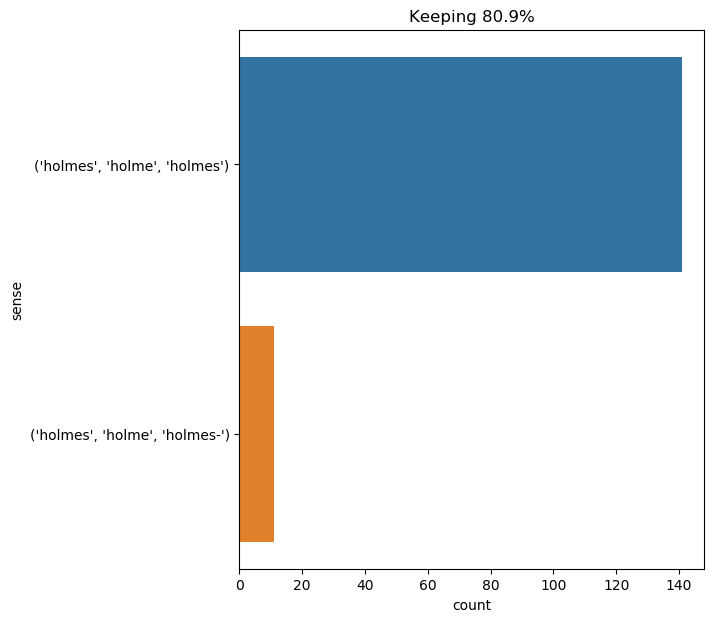 Keeping 80.9%
('holmes', 'holme', 'holmes')
sense
('holmes', 'holme', 'holmes-')
0 20 40 60 80 100 120 140
count